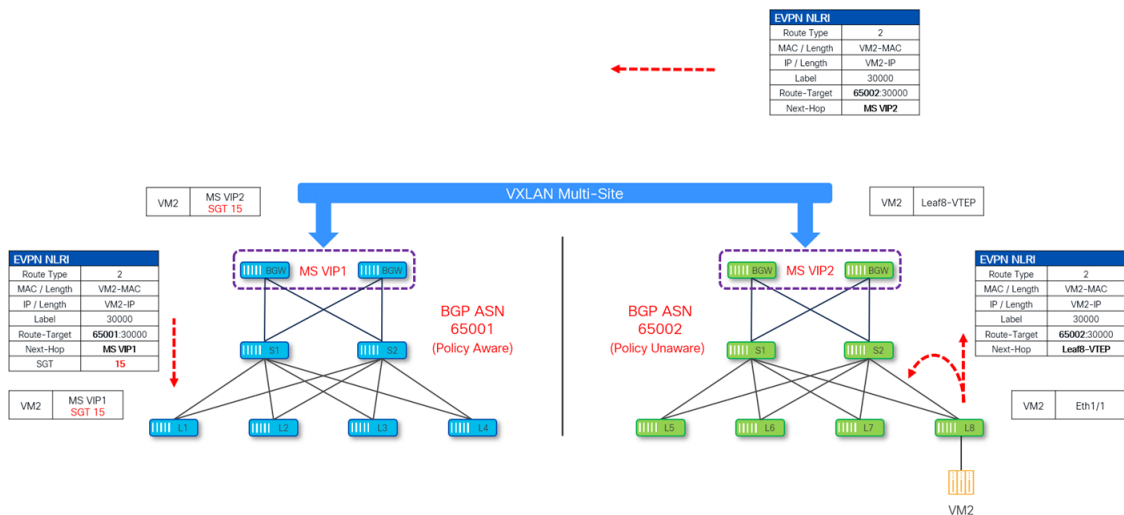 EVPN NLRI
Route Type 2
MAC / Length VM2-MAC
IP / Length VM2-IP
Label 30000
Route-Target 65002:30000
Next-Hop MS VIP2
VXLAN Multi-Site
VM2 MS VIP2
SGT 15
VM2 Leaf8-VTEP
EVPN NLRI
Route Type 2
MAC / Length VM2-MAC
IP / Length VM2-IP
Label 30000
Route-Target 65001:30000
Next-Hop MS VIP1
SGT 15
BGW MS VIP1 BGW
BGW MS VIP2 BGW
EVPN NLRI
Route Type 2
MAC / Length VM2-MAC
IP / Length VM2-IP
Label 30000
Route-Target 65002:30000
Next-Hop Leaf8-VTEP
BGP ASN
65001
(Policy Aware)
BGP ASN
65002
(Policy Unaware)
S1 S2
S1 S2
VM2 MS VIP1
SGT 15
VM2 Eth1/1
L1 L2 L3 L4
L5 L6 L7 L8
VM2